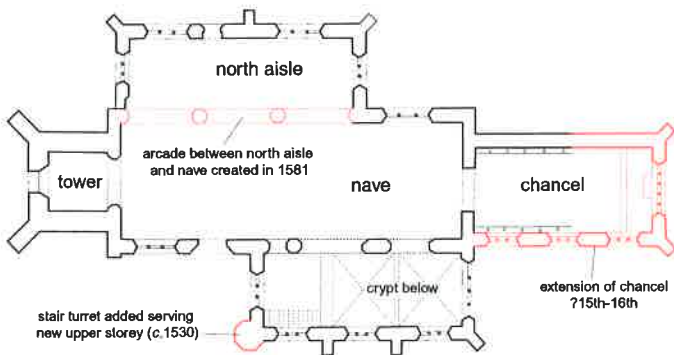 north aisle
arcade between north aisle
and nave created in 1581
tower
nave
chancel
crypt below
stair turret added serving
new upper storey (c.1530)
extension of chancel
?15th-16th